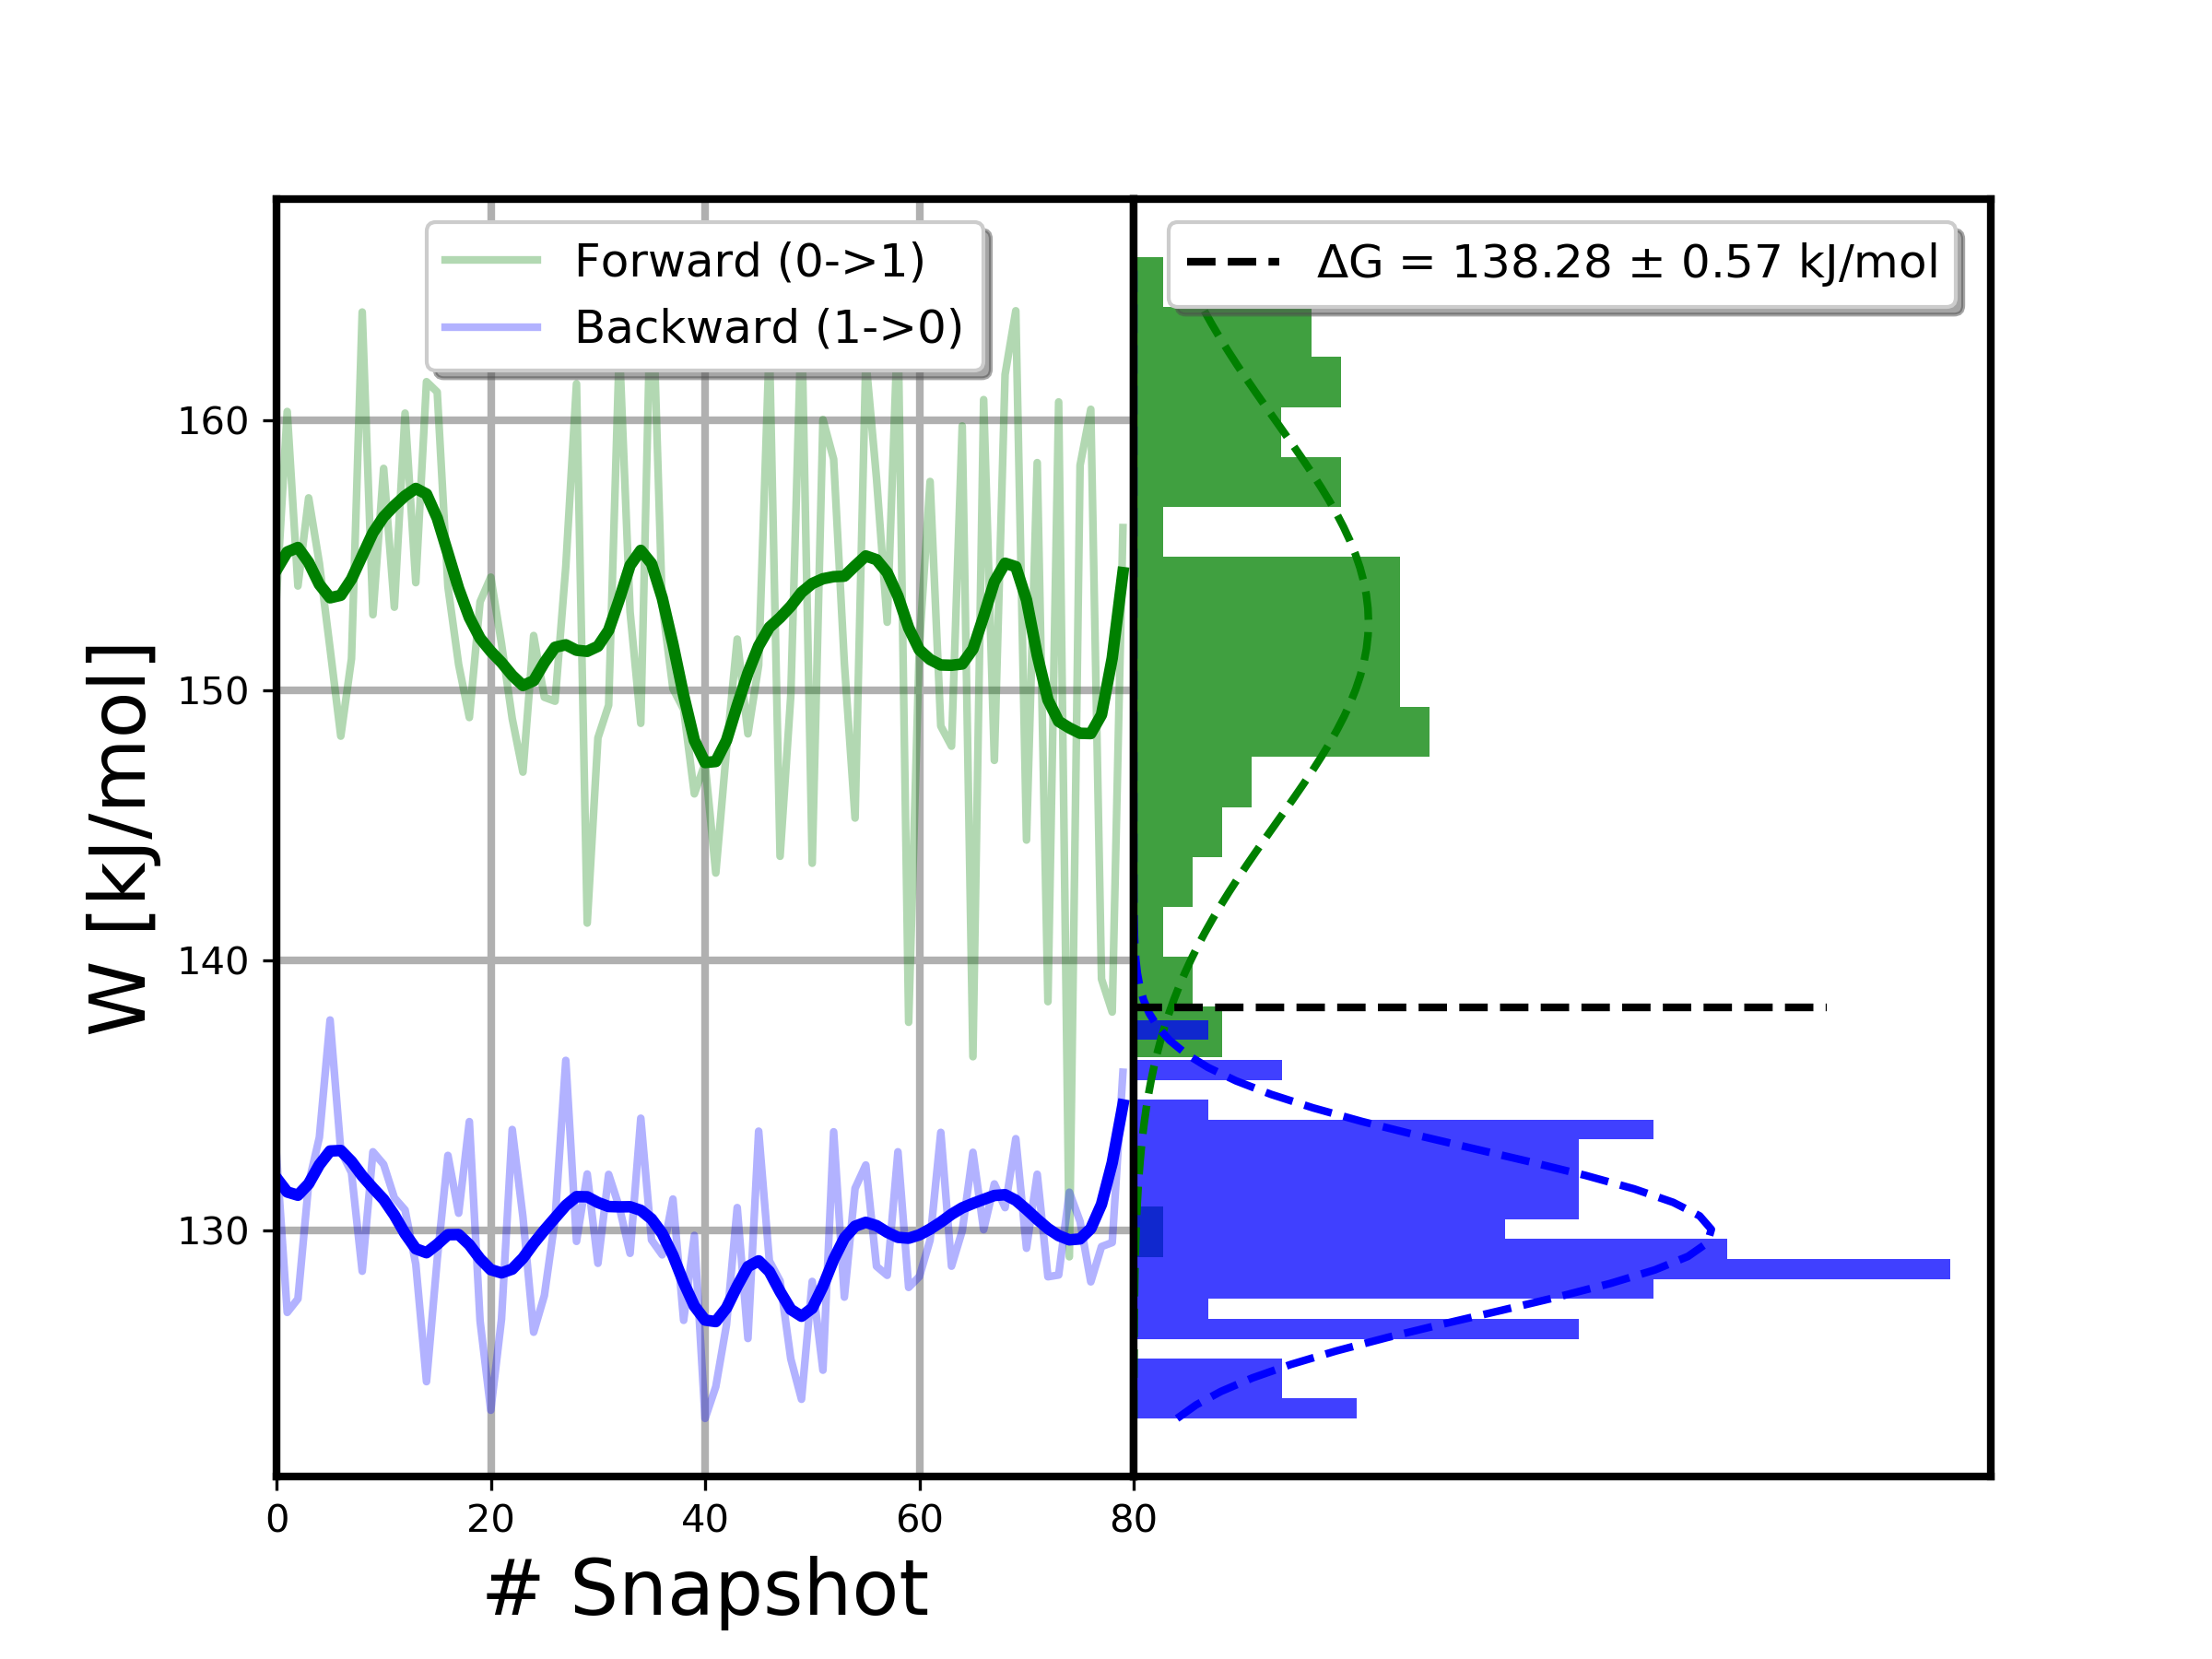 Forward (0->1)
Backward (1->0)
ΔG = 138.28 ± 0.57 kJ/mol
160
150
140
130
W [kJ/mol]
0 20 40 60 80
# Snapshot